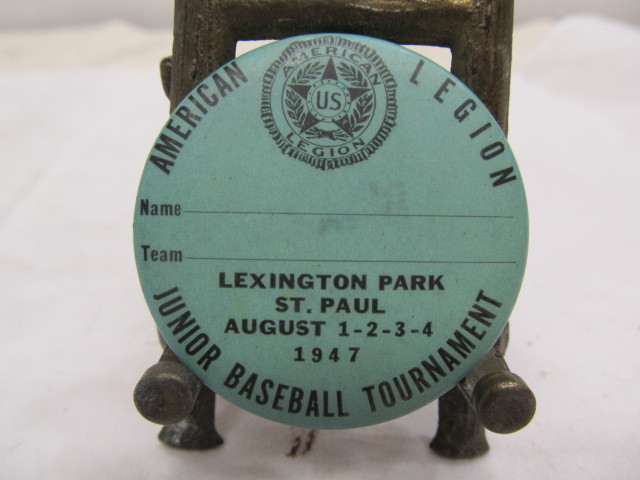 AMERICAN LEGION
AMERICAN
US
LEGION
Name
Team
LEXINGTON PARK
ST. PAUL
AUGUST 1-2-3-4
1947
JUNIOR BASEBALL TOURNAMENT